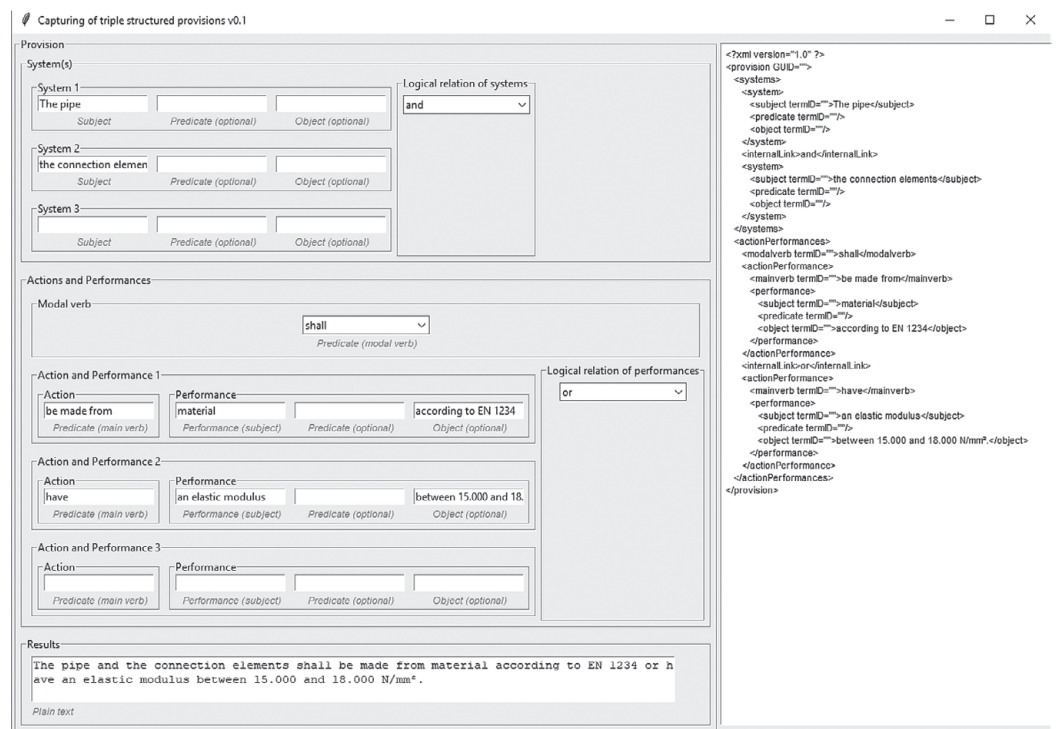 Capturing of triple structured provisions v0.1
Provision
System(s)
System 1
The pipe
Subject Predicate (optional) Object (optional)
Logical relation of systems
and
System 2
the connection elemen
Subject Predicate (optional) Object (optional)
System 3
Subject Predicate (optional) Object (optional)
Actions and Performances
Modal verb
shall
Predicate (modal verb)
Action and Performance 1
Action Performance
be made from material according to EN 1234
Predicate (main verb) Performance (subject) Predicate (optional) Object (optional)
Logical relation of performances
or
Action and Performance 2
Action Performance
have an elastic modulus between 15.000 and 18.
Predicate (main verb) Performance (subject) Predicate (optional) Object (optional)
Action and Performance 3
Action Performance
Predicate (main verb) Performance (subject) Predicate (optional) Object (optional)
Results
The pipe and the connection elements shall be made from material according to EN 1234 or h
ave an elastic modulus between 15.000 and 18.000 N/mm².
Plain text
<?xml version="1.0" ?>
<provision GUID="">
<systems>
<system>
<subject termID="">The pipe</subject>
<predicate termID=""/>
<object termID=""/>
</system>
<internalLink>and</internalLink>
<system>
<subject termID="">the connection elements</subject>
<predicate termID=""/>
<object termID=""/>
</system>
</systems>
<actionPerformances>
<modalverb termID="">shall</modalverb>
<actionPerformance>
<mainverb termID="">be made from</mainverb>
<performance>
<subject termID="">material</subject>
<predicate termID=""/>
<object termID="">according to EN 1234</object>
</performance>
</actionPerformance>
<internalLink>or</internalLink>
<actionPerformance>
<mainverb termID="">have</mainverb>
<performance>
<subject termID="">an elastic modulus</subject>
<predicate termID=""/>
<object termID="">between 15.000 and 18.000 N/mm².</object>
</performance>
</actionPerformance>
</actionPerformances>
</provision>